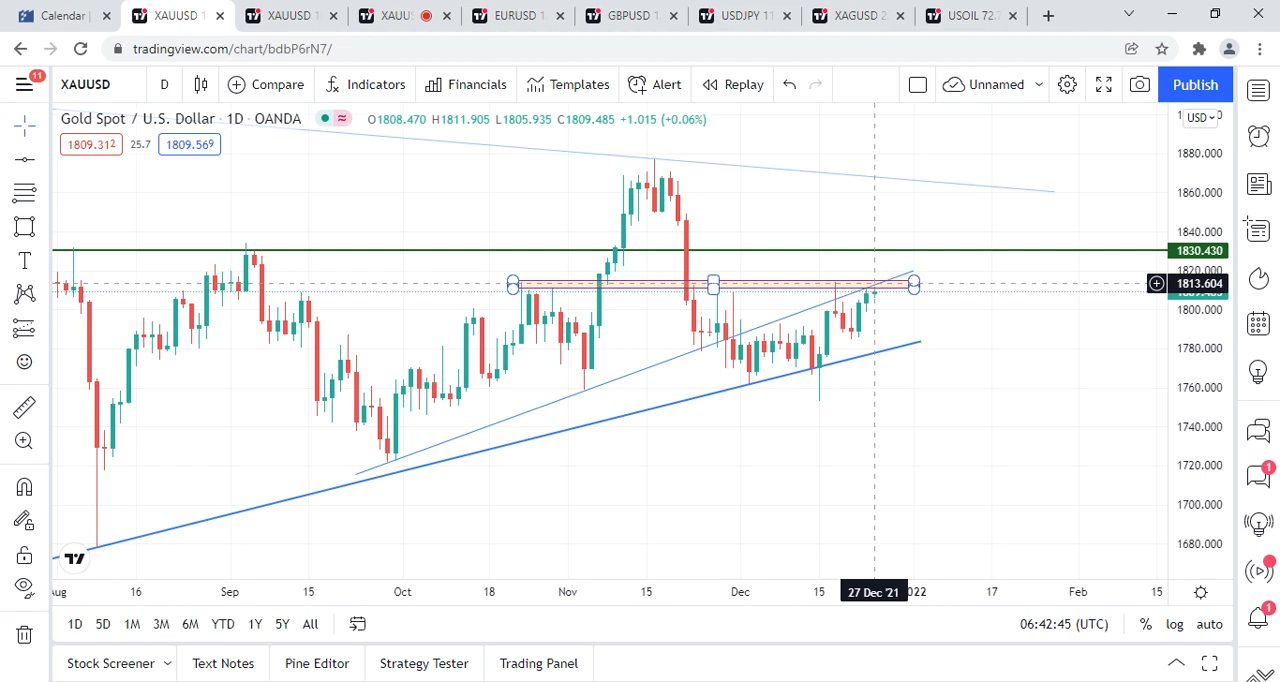 Calendar |
XAUUSD 1
XAUUSD 1
XAUUS
EURUSD 1
GBPUSD 1
USDJPY 11
XAGUSD 2
USOIL 72.
tradingview.com/chart/bdbP6rN7/
11
XAUUSD
D
Compare
Indicators
Financials
Templates
Alert
Replay
Unnamed
Publish
Gold Spot / U.S. Dollar · 1D · OANDA
O1808.470 H1811.905 L1805.935 C1809.485 +1.015 (+0.06%)
USD
1809.312
25.7
1809.569
1880.000
1860.000
1840.000
1830.430
1820.000
1813.604
1800.000
1780.000
1760.000
1740.000
1720.000
1700.000
1680.000
Aug
16
Sep
15
Oct
18
Nov
15
Dec
15
27 Dec '21
2022
17
Feb
15
1D
5D
1M
3M
6M
YTD
1Y
5Y
All
06:42:45 (UTC)
%
log
auto
Stock Screener
Text Notes
Pine Editor
Strategy Tester
Trading Panel
1
1